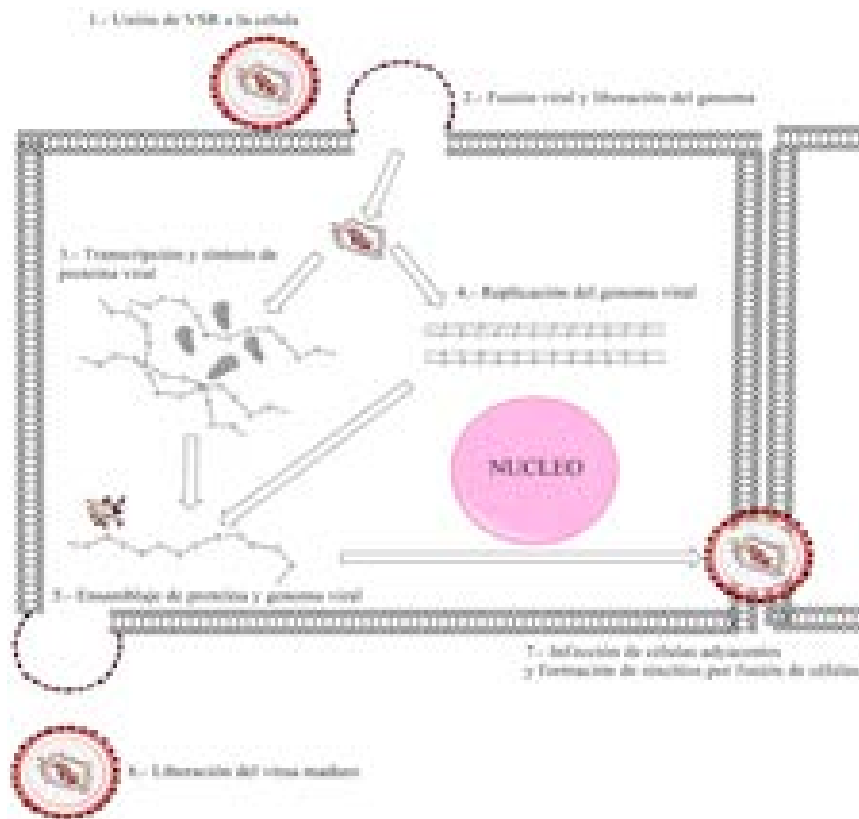 1.- Unión de VSR a la célula
2.- Fusión viral y liberación del genoma
3.- Transcripción y síntesis de
proteína viral
4.- Replicación del genoma viral
NUCLEO
5.- Ensamblaje de proteína y genoma viral
7.- Infección de células adyacentes
y formación de sincitios por fusión de células
6.- Liberación del virus maduro